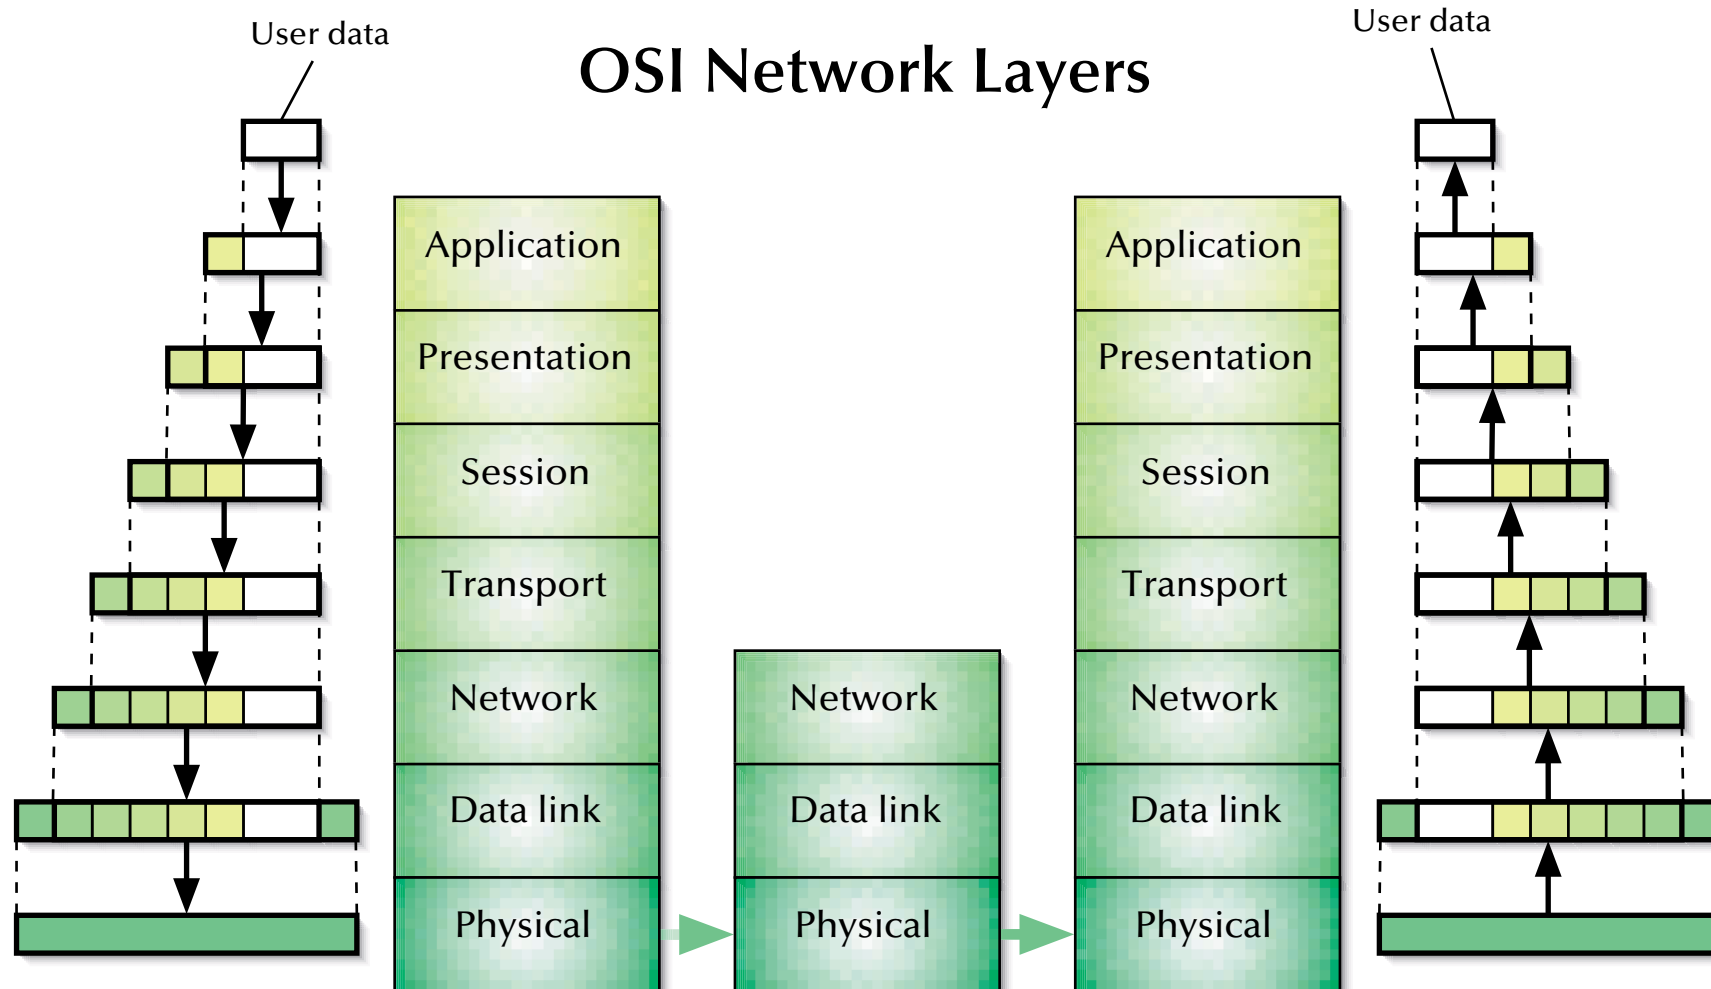 User data
User data
OSI Network Layers
Application
Presentation
Session
Transport
Network
Data link
Physical
Network
Data link
Physical
Application
Presentation
Session
Transport
Network
Data link
Physical